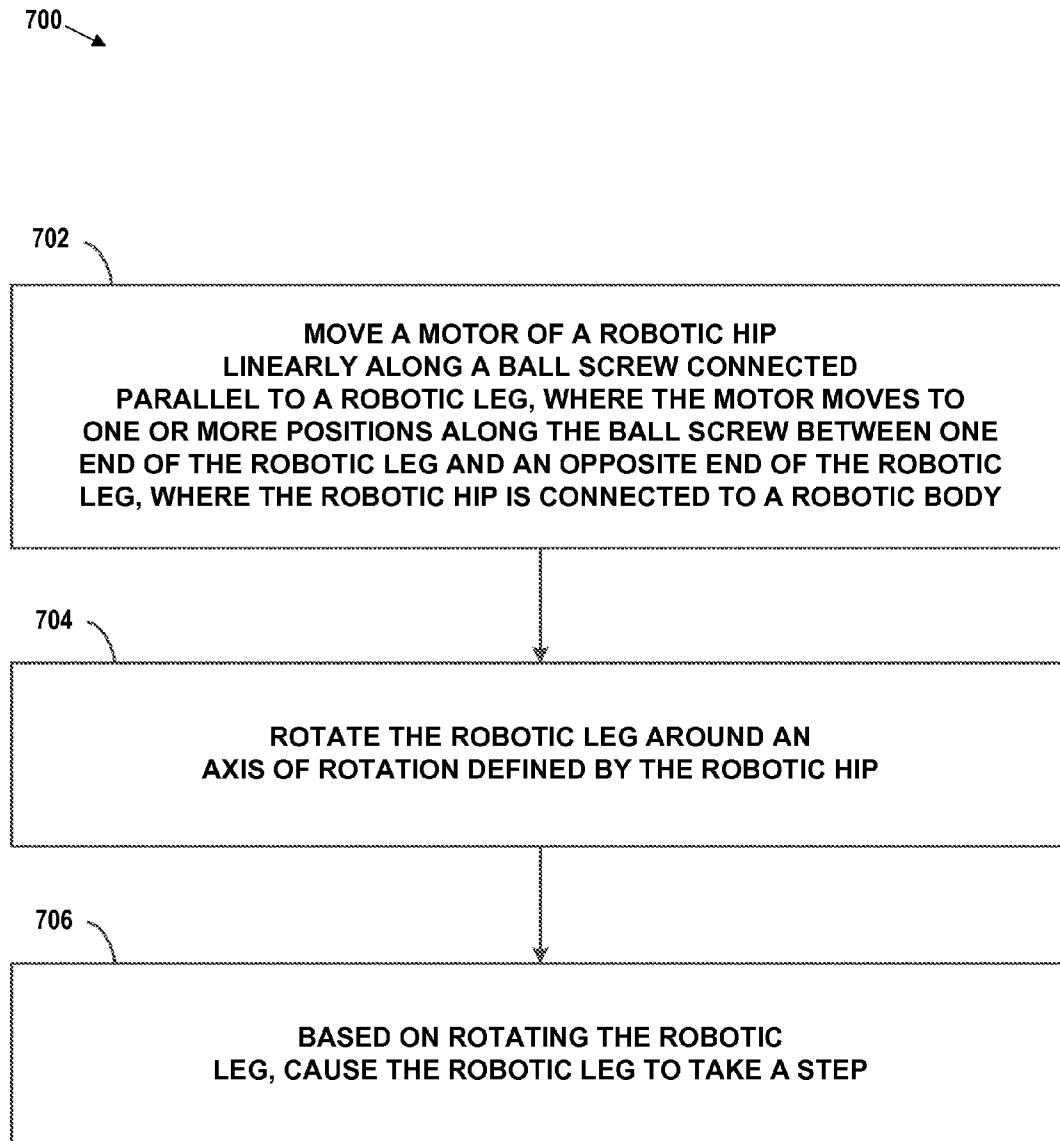 700
702
MOVE A MOTOR OF A ROBOTIC HIP
LINEARLY ALONG A BALL SCREW CONNECTED
PARALLEL TO A ROBOTIC LEG, WHERE THE MOTOR MOVES TO
ONE OR MORE POSITIONS ALONG THE BALL SCREW BETWEEN ONE
END OF THE ROBOTIC LEG AND AN OPPOSITE END OF THE ROBOTIC
LEG, WHERE THE ROBOTIC HIP IS CONNECTED TO A ROBOTIC BODY
704
ROTATE THE ROBOTIC LEG AROUND AN
AXIS OF ROTATION DEFINED BY THE ROBOTIC HIP
706
BASED ON ROTATING THE ROBOTIC
LEG, CAUSE THE ROBOTIC LEG TO TAKE A STEP